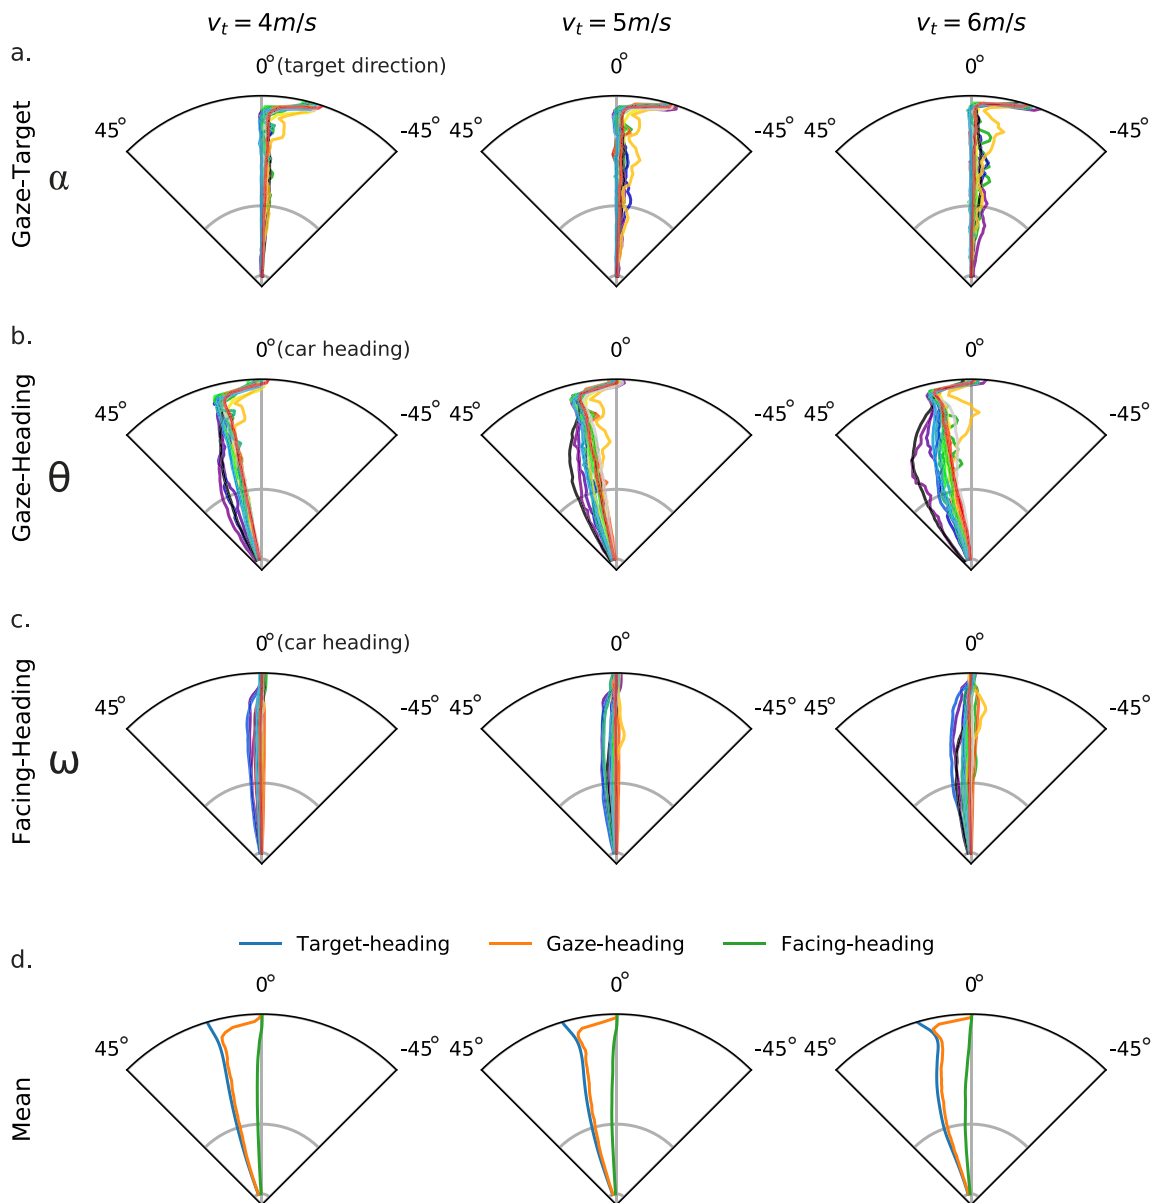 v_t = 4m/s v_t = 5m/s v_t = 6m/s
a.
0° (target direction) 0° 0°
45° -45° 45° -45° 45° -45°
Gaze-Target
α
b.
0° (car heading) 0° 0°
45° -45° 45° -45° 45° -45°
Gaze-Heading
θ
c.
0° (car heading) 0° 0°
45° -45° 45° -45° 45° -45°
Facing-Heading
ω
Target-heading Gaze-heading Facing-heading
d.
0° 0° 0°
45° -45° 45° -45° 45° -45°
Mean